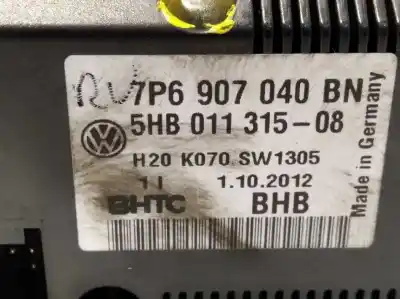 7P6 907 040 BN
5HB 011 315-08
H20 K070 SW1305
1.10.2012
BHTC BHB
Made in Germany